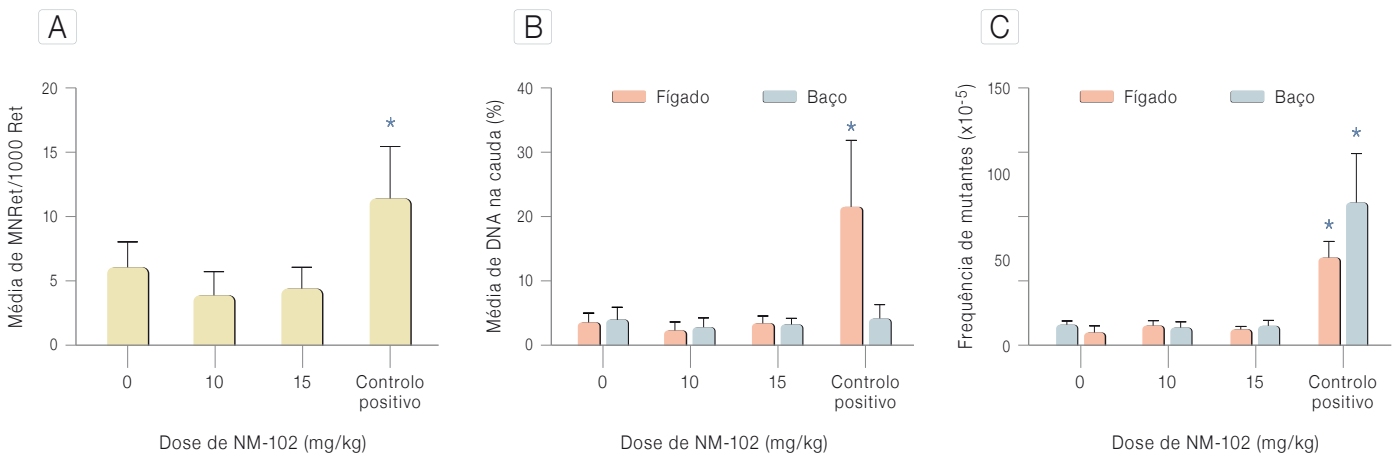 A
Média de MNRet/1000 Ret
20
15
10
5
0
*
0
10
15
Controlo
positivo
Dose de NM-102 (mg/kg)
B
Média de DNA na cauda (%)
40
30
20
10
0
Fígado
Baço
*
0
10
15
Controlo
positivo
Dose de NM-102 (mg/kg)
C
Frequência de mutantes (x10-5)
150
100
50
0
Fígado
Baço
*
*
0
10
15
Controlo
positivo
Dose de NM-102 (mg/kg)